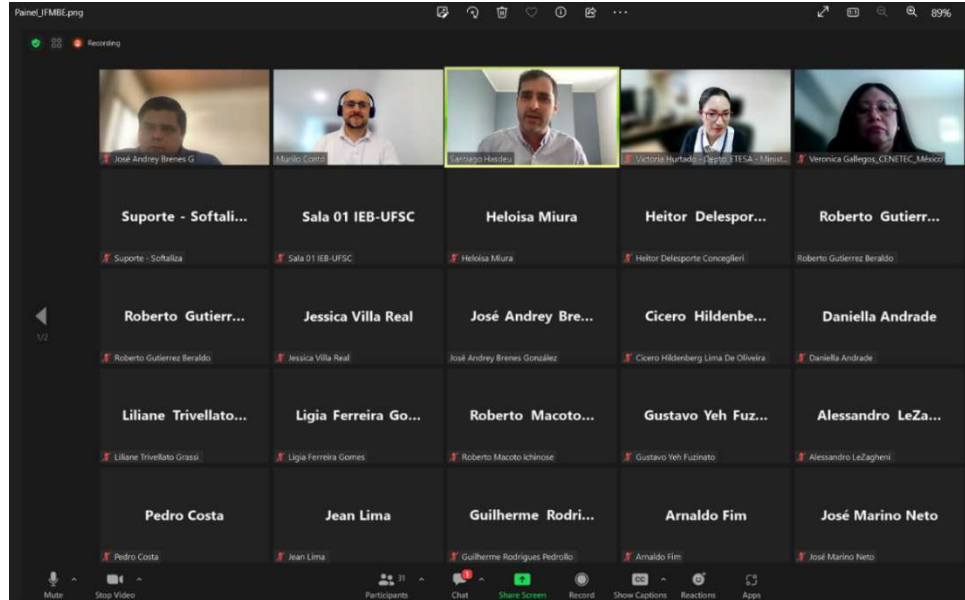 Painel_IFMBE.png
89%
Recording
José Andrey Brenes G
Murilo Conto
Santiago Hasdeu
Victoria Hurtado - Depto. ETESA - Minist...
Veronica Gallegos_CENETEC_México
Suporte - Softali...
Sala 01 IEB-UFSC
Heloisa Miura
Heitor Delespor...
Roberto Gutierr...
Suporte - Softaliza
Sala 01 IEB-UFSC
Heloisa Miura
Heitor Delesporte Conceglieri
Roberto Gutierrez Beraldo
Roberto Gutierr...
Jessica Villa Real
José Andrey Bre...
Cicero Hildenbe...
Daniella Andrade
1/2
Roberto Gutierrez Beraldo
Jessica Villa Real
José Andrey Brenes González
Cicero Hildenberg Lima De Oliveira
Daniella Andrade
Liliane Trivellato...
Ligia Ferreira Go...
Roberto Macoto...
Gustavo Yeh Fuz...
Alessandro LeZa...
Liliane Trivellato Grassi
Ligia Ferreira Gomes
Roberto Macoto Ichinose
Gustavo Yeh Fuzinato
Alessandro LeZagheni
Pedro Costa
Jean Lima
Guilherme Rodri...
Arnaldo Fim
José Marino Neto
Pedro Costa
Jean Lima
Guilherme Rodrigues Pedrollo
Arnaldo Fim
José Marino Neto
31
1
CC
Mute
Stop Video
Participants
Chat
Share Screen
Record
Show Captions
Reactions
Apps